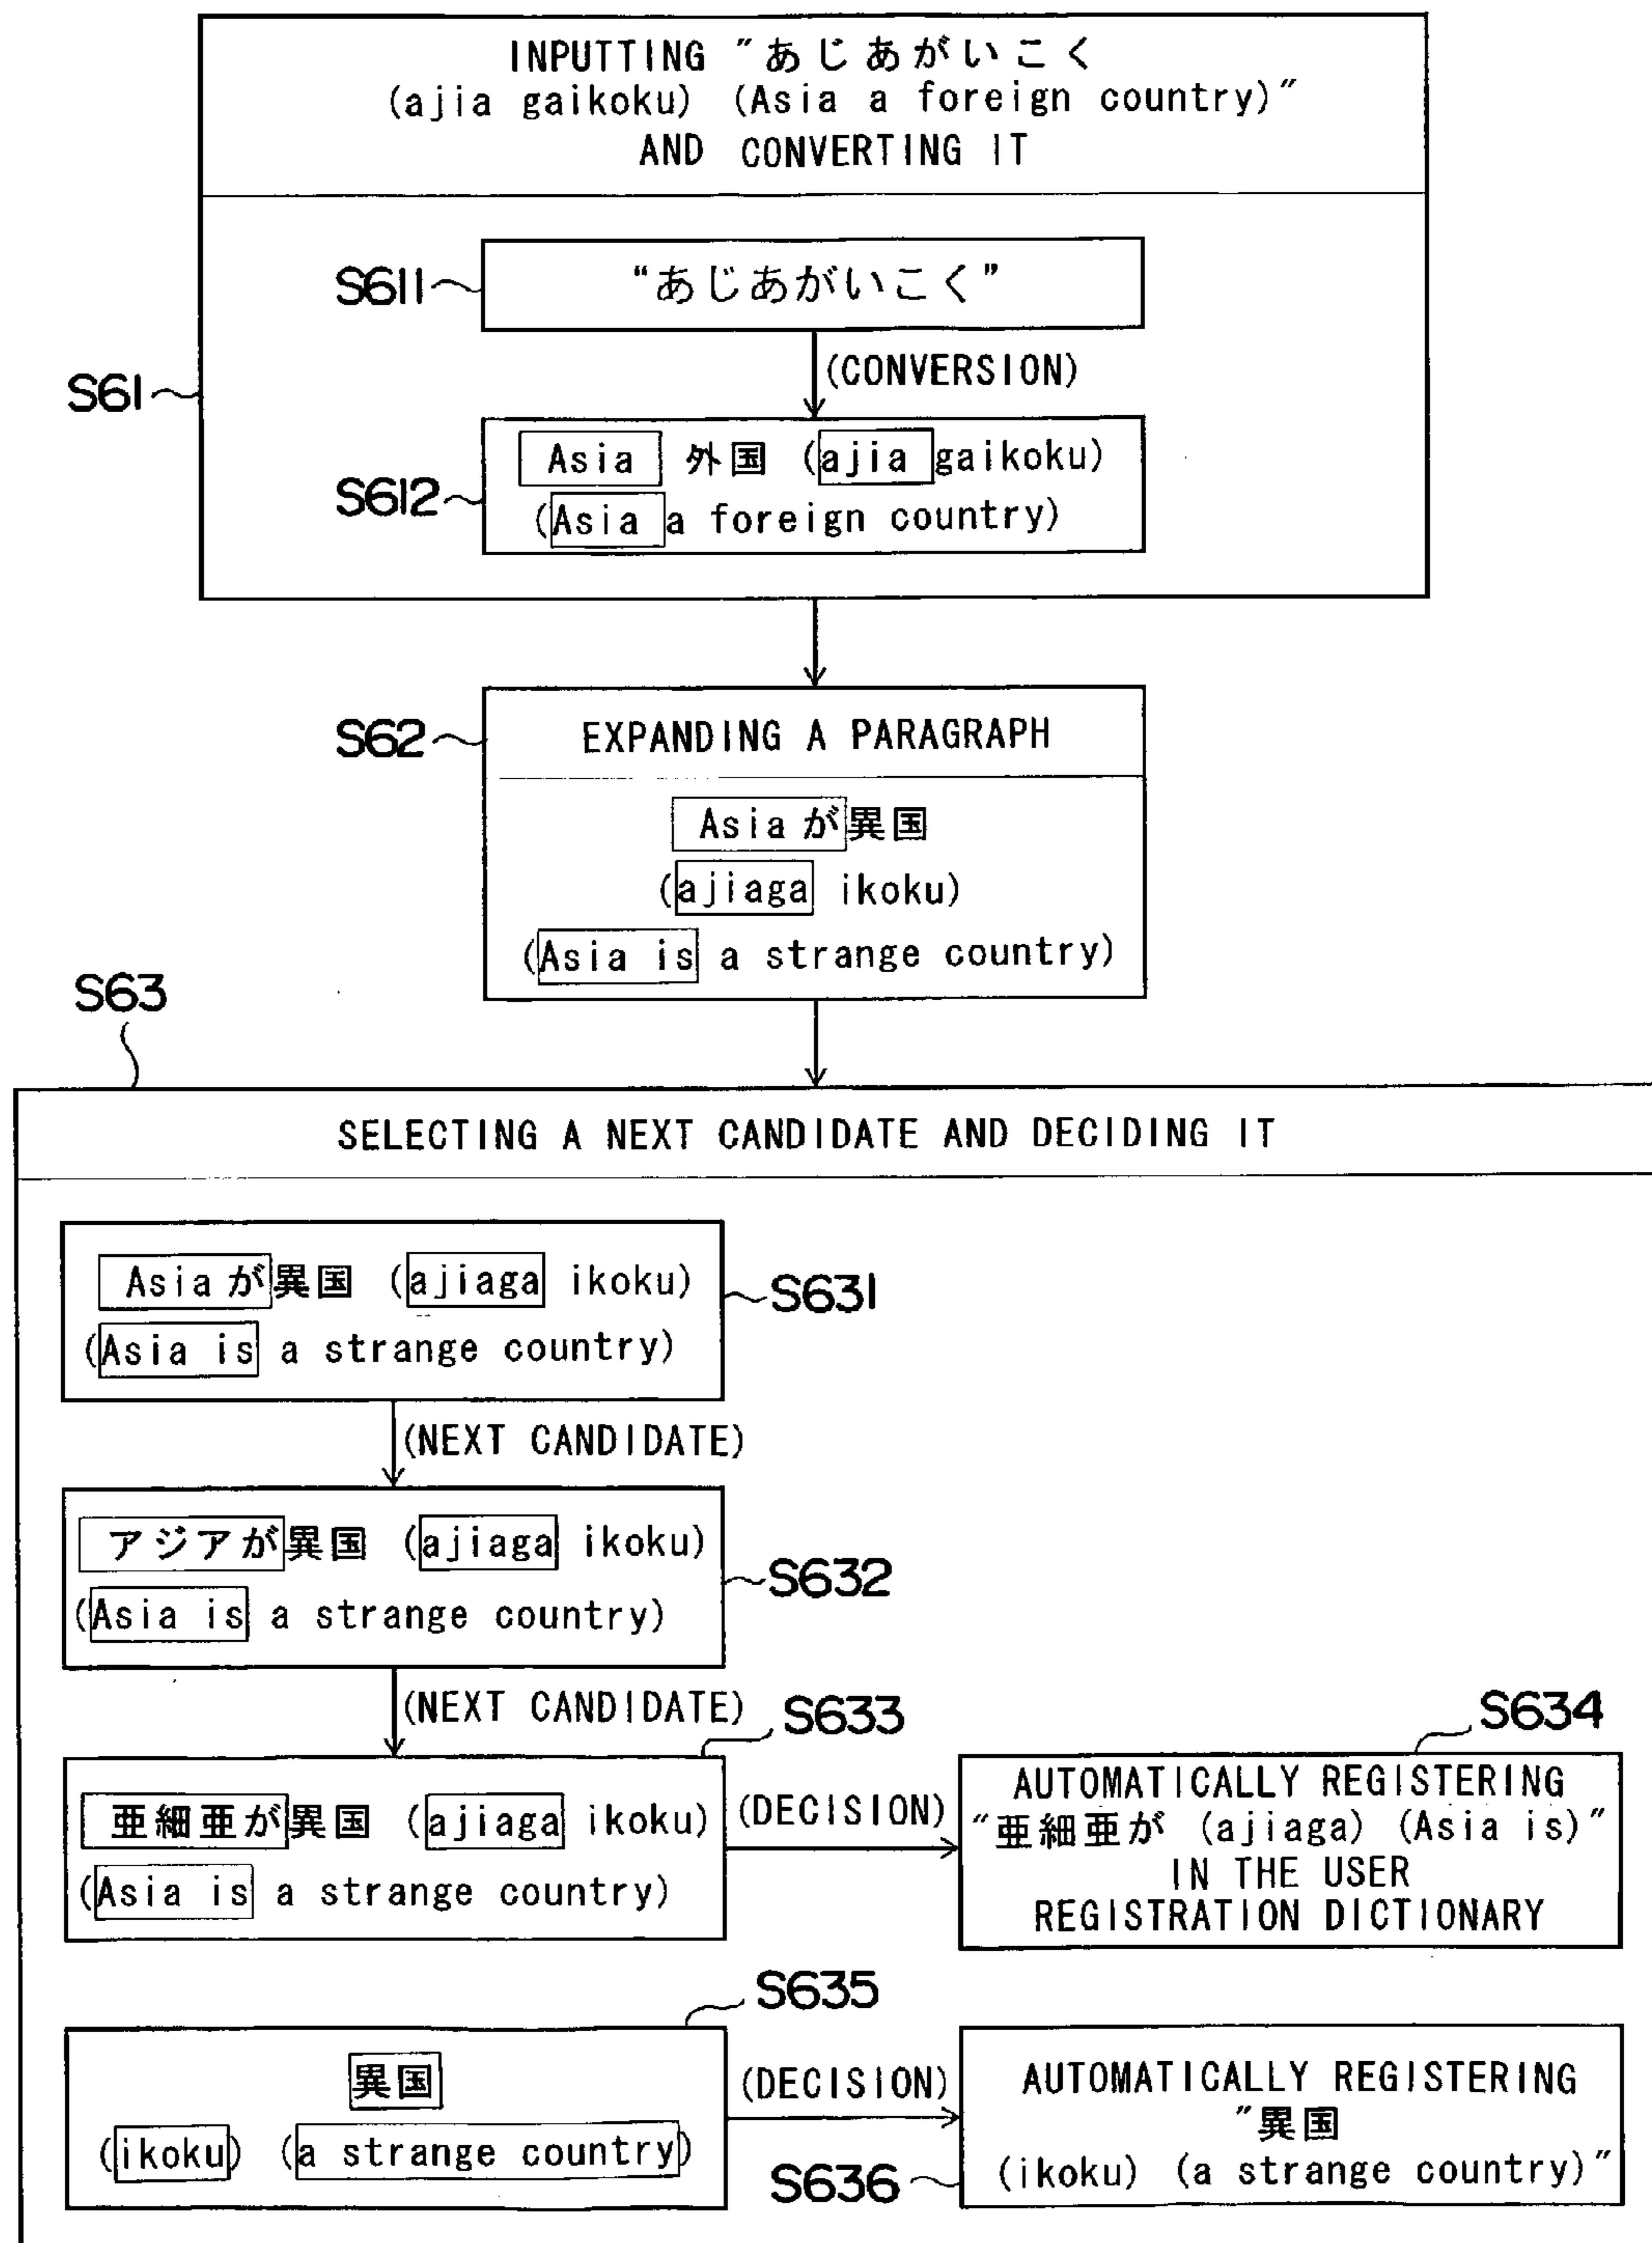 INPUTTING "あじあがいこく
(ajia gaikoku) (Asia a foreign country)"
AND CONVERTING IT
S611
“あじあがいこく”
(CONVERSION)
S61
S612
Asia 外国 (ajia gaikoku)
(Asia a foreign country)
S62
EXPANDING A PARAGRAPH
Asiaが異国
(ajiaga ikoku)
(Asia is a strange country)
S63
SELECTING A NEXT CANDIDATE AND DECIDING IT
Asiaが異国 (ajiaga ikoku)
(Asia is a strange country)
S631
(NEXT CANDIDATE)
アジアが異国 (ajiaga ikoku)
(Asia is a strange country)
S632
(NEXT CANDIDATE)
S633
亜細亜が異国 (ajiaga ikoku)
(Asia is a strange country)
(DECISION)
S634
AUTOMATICALLY REGISTERING
"亜細亜が (ajiaga) (Asia is)"
IN THE USER
REGISTRATION DICTIONARY
S635
異国
(ikoku) (a strange country)
(DECISION)
AUTOMATICALLY REGISTERING
"異国
(ikoku) (a strange country)"
S636